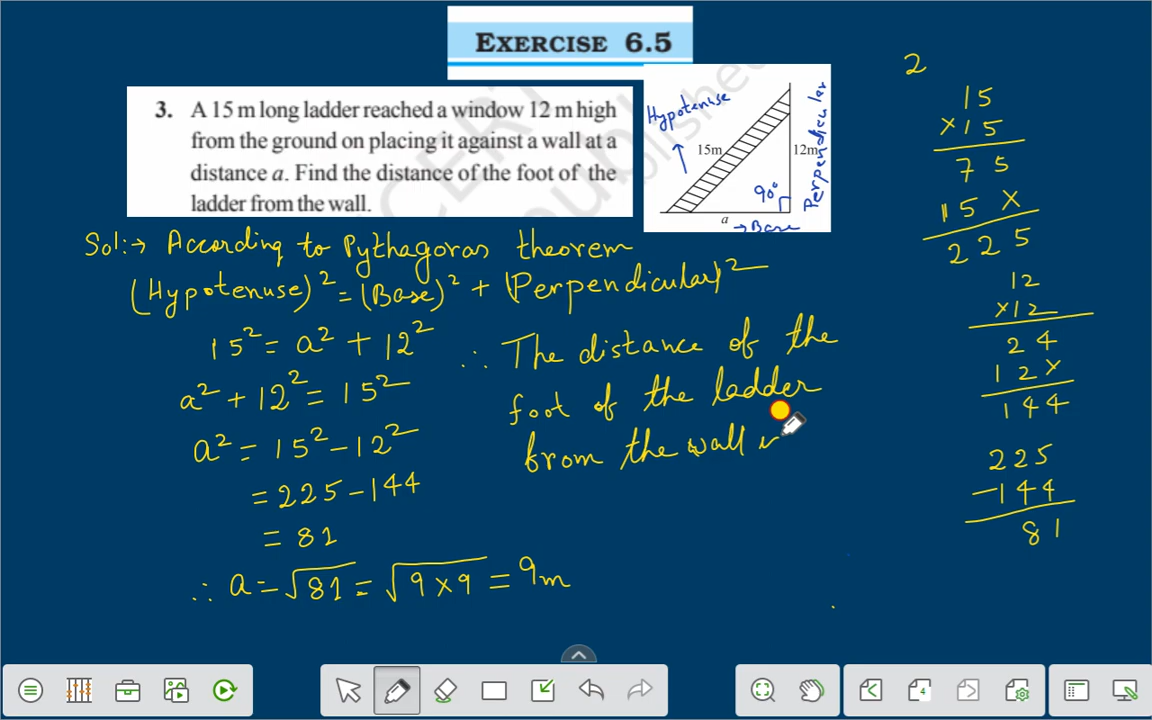 EXERCISE 6.5
3. A 15 m long ladder reached a window 12 m high
from the ground on placing it against a wall at a
distance a. Find the distance of the foot of the
ladder from the wall.
Hypotenuse
15m
12m
Perpendicular
90°
a
→Base
Sol:→ According to Pythagoras theorem
(Hypotenuse)² = (Base)² + (Perpendicular)²
15² = a² + 12²
a² + 12² = 15²
a² = 15² - 12²
= 225 - 144
= 81
∴ a = √81 = √9×9 = 9m
∴ The distance of the
foot of the ladder
from the wall
2
15
×15
75
15×
225
12
×12
24
12×
144
225
-144
81
4